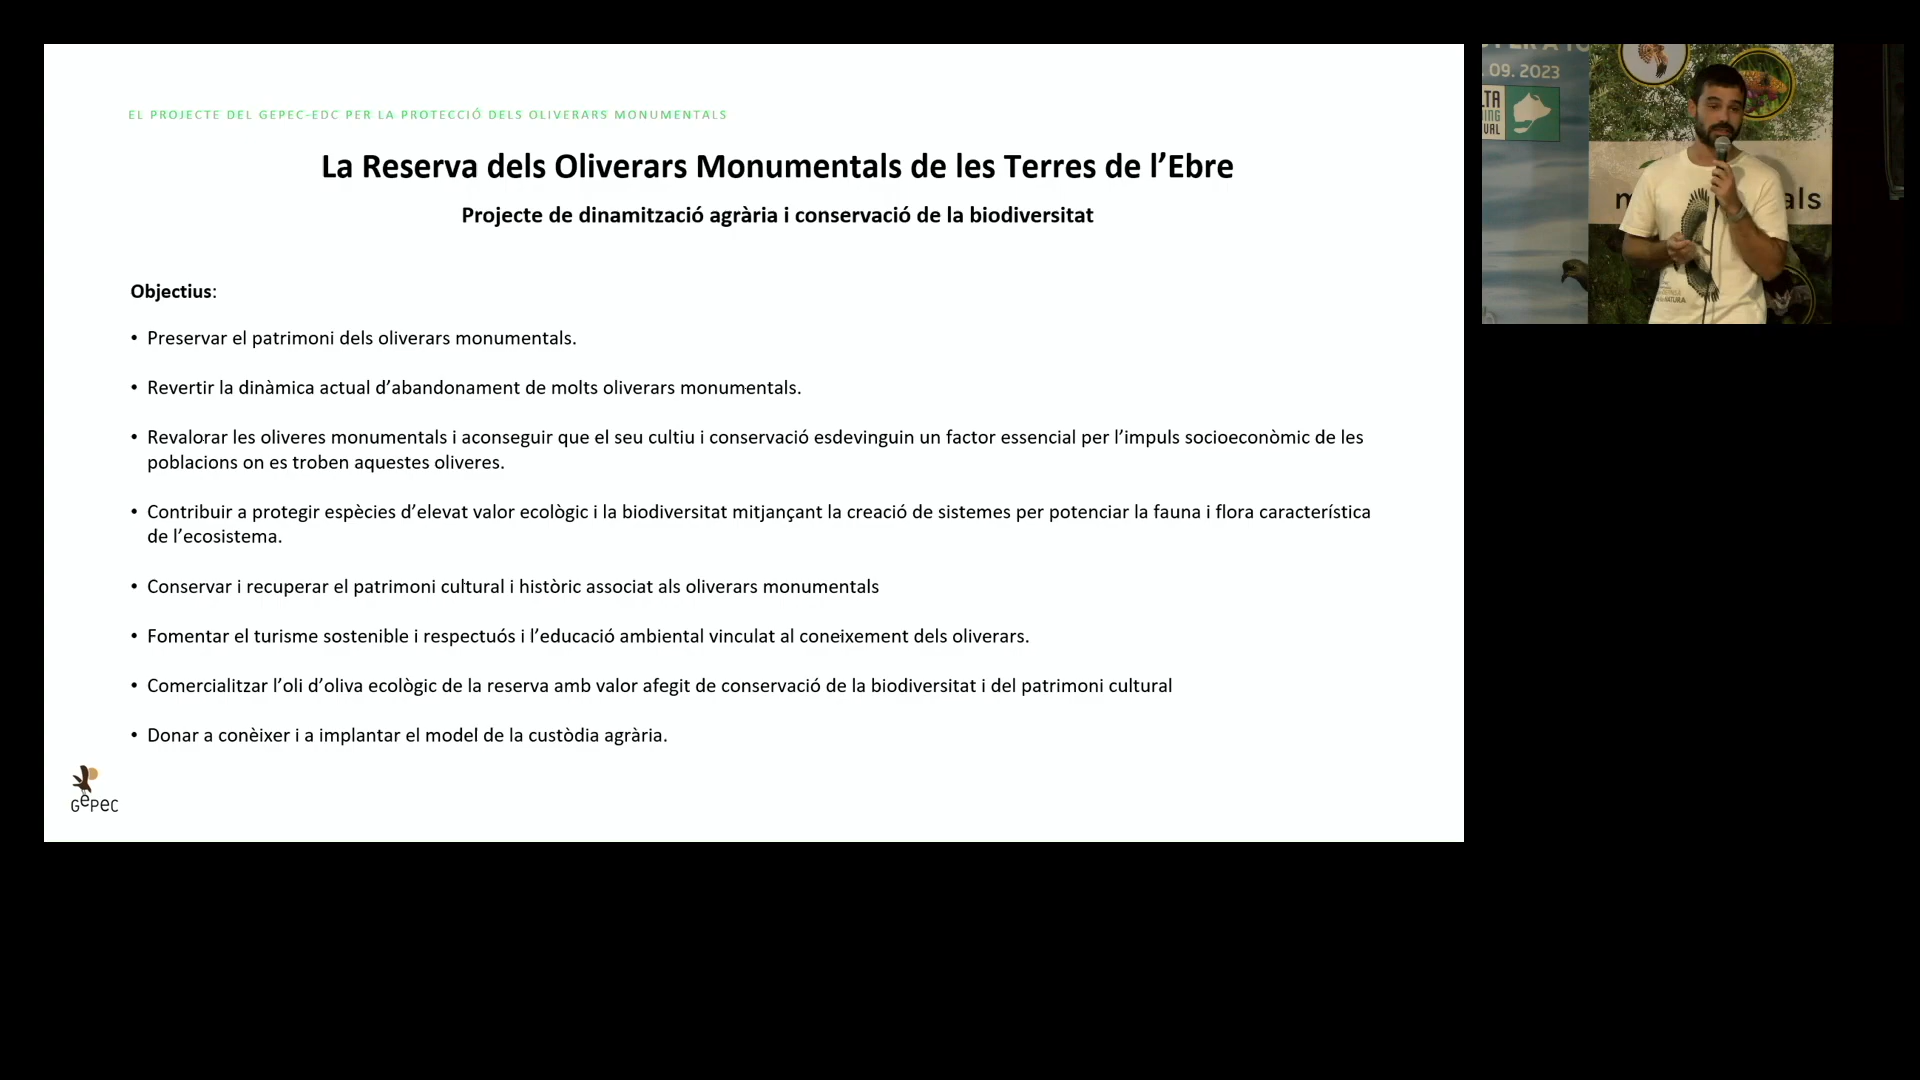 EL PROJECTE DEL GEPEC-EDC PER LA PROTECCIÓ DELS OLIVERARS MONUMENTALS
La Reserva dels Oliverars Monumentals de les Terres de l’Ebre
Projecte de dinamització agrària i conservació de la biodiversitat
Objectius:
• Preservar el patrimoni dels oliverars monumentals.
• Revertir la dinàmica actual d’abandonament de molts oliverars monumentals.
• Revalorar les oliveres monumentals i aconseguir que el seu cultiu i conservació esdevinguin un factor essencial per l’impuls socioeconòmic de les
poblacions on es troben aquestes oliveres.
• Contribuir a protegir espècies d’elevat valor ecològic i la biodiversitat mitjançant la creació de sistemes per potenciar la fauna i flora característica
de l’ecosistema.
• Conservar i recuperar el patrimoni cultural i històric associat als oliverars monumentals
• Fomentar el turisme sostenible i respectuós i l’educació ambiental vinculat al coneixement dels oliverars.
• Comercialitzar l’oli d’oliva ecològic de la reserva amb valor afegit de conservació de la biodiversitat i del patrimoni cultural
• Donar a conèixer i a implantar el model de la custòdia agrària.
GePeC
09. 2023